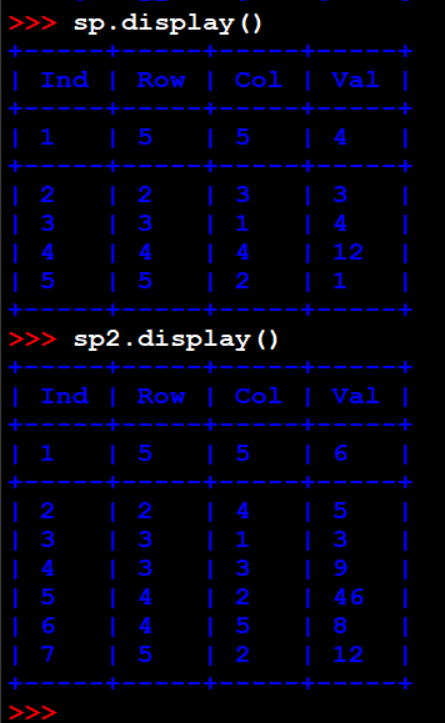 >>> sp.display()
+------+------+------+------+
| Ind | Row | Col | Val |
+------+------+------+------+
| 1 | 5 | 5 | 4 |
+------+------+------+------+
| 2 | 2 | 3 | 3 |
| 3 | 3 | 1 | 4 |
| 4 | 4 | 4 | 12 |
| 5 | 5 | 2 | 1 |
+------+------+------+------+
>>> sp2.display()
+------+------+------+------+
| Ind | Row | Col | Val |
+------+------+------+------+
| 1 | 5 | 5 | 6 |
+------+------+------+------+
| 2 | 2 | 4 | 5 |
| 3 | 3 | 1 | 3 |
| 4 | 3 | 3 | 9 |
| 5 | 4 | 2 | 46 |
| 6 | 4 | 5 | 8 |
| 7 | 5 | 2 | 12 |
+------+------+------+------+
>>>